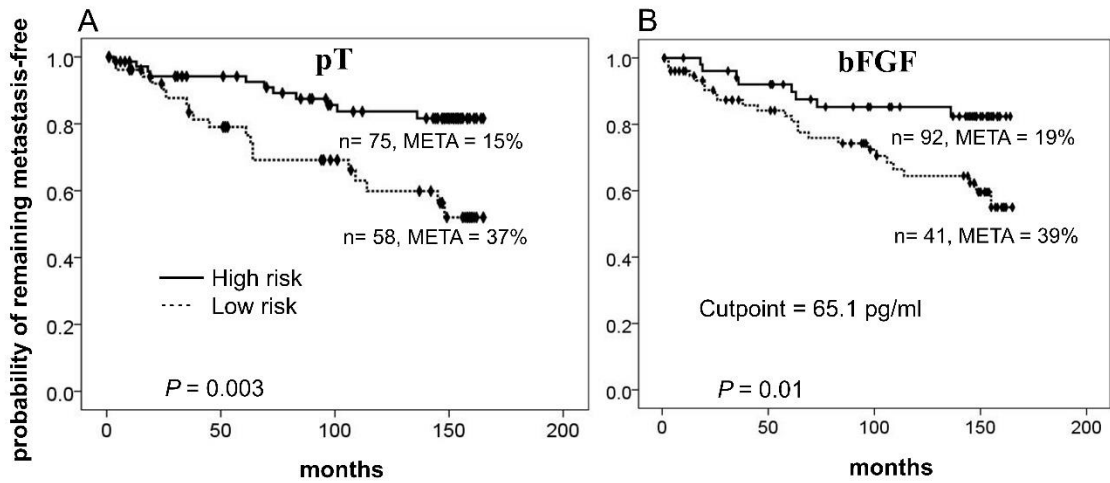 A
pT
1.0
0.8
0.6
0.4
0.2
0.0
n= 75, META = 15%
n= 58, META = 37%
High risk
Low risk
P = 0.003
0 50 100 150 200
months
probability of remaining metastasis-free
B
bFGF
1.0
0.8
0.6
0.4
0.2
0.0
n= 92, META = 19%
n= 41, META = 39%
Cutpoint = 65.1 pg/ml
P = 0.01
0 50 100 150 200
months